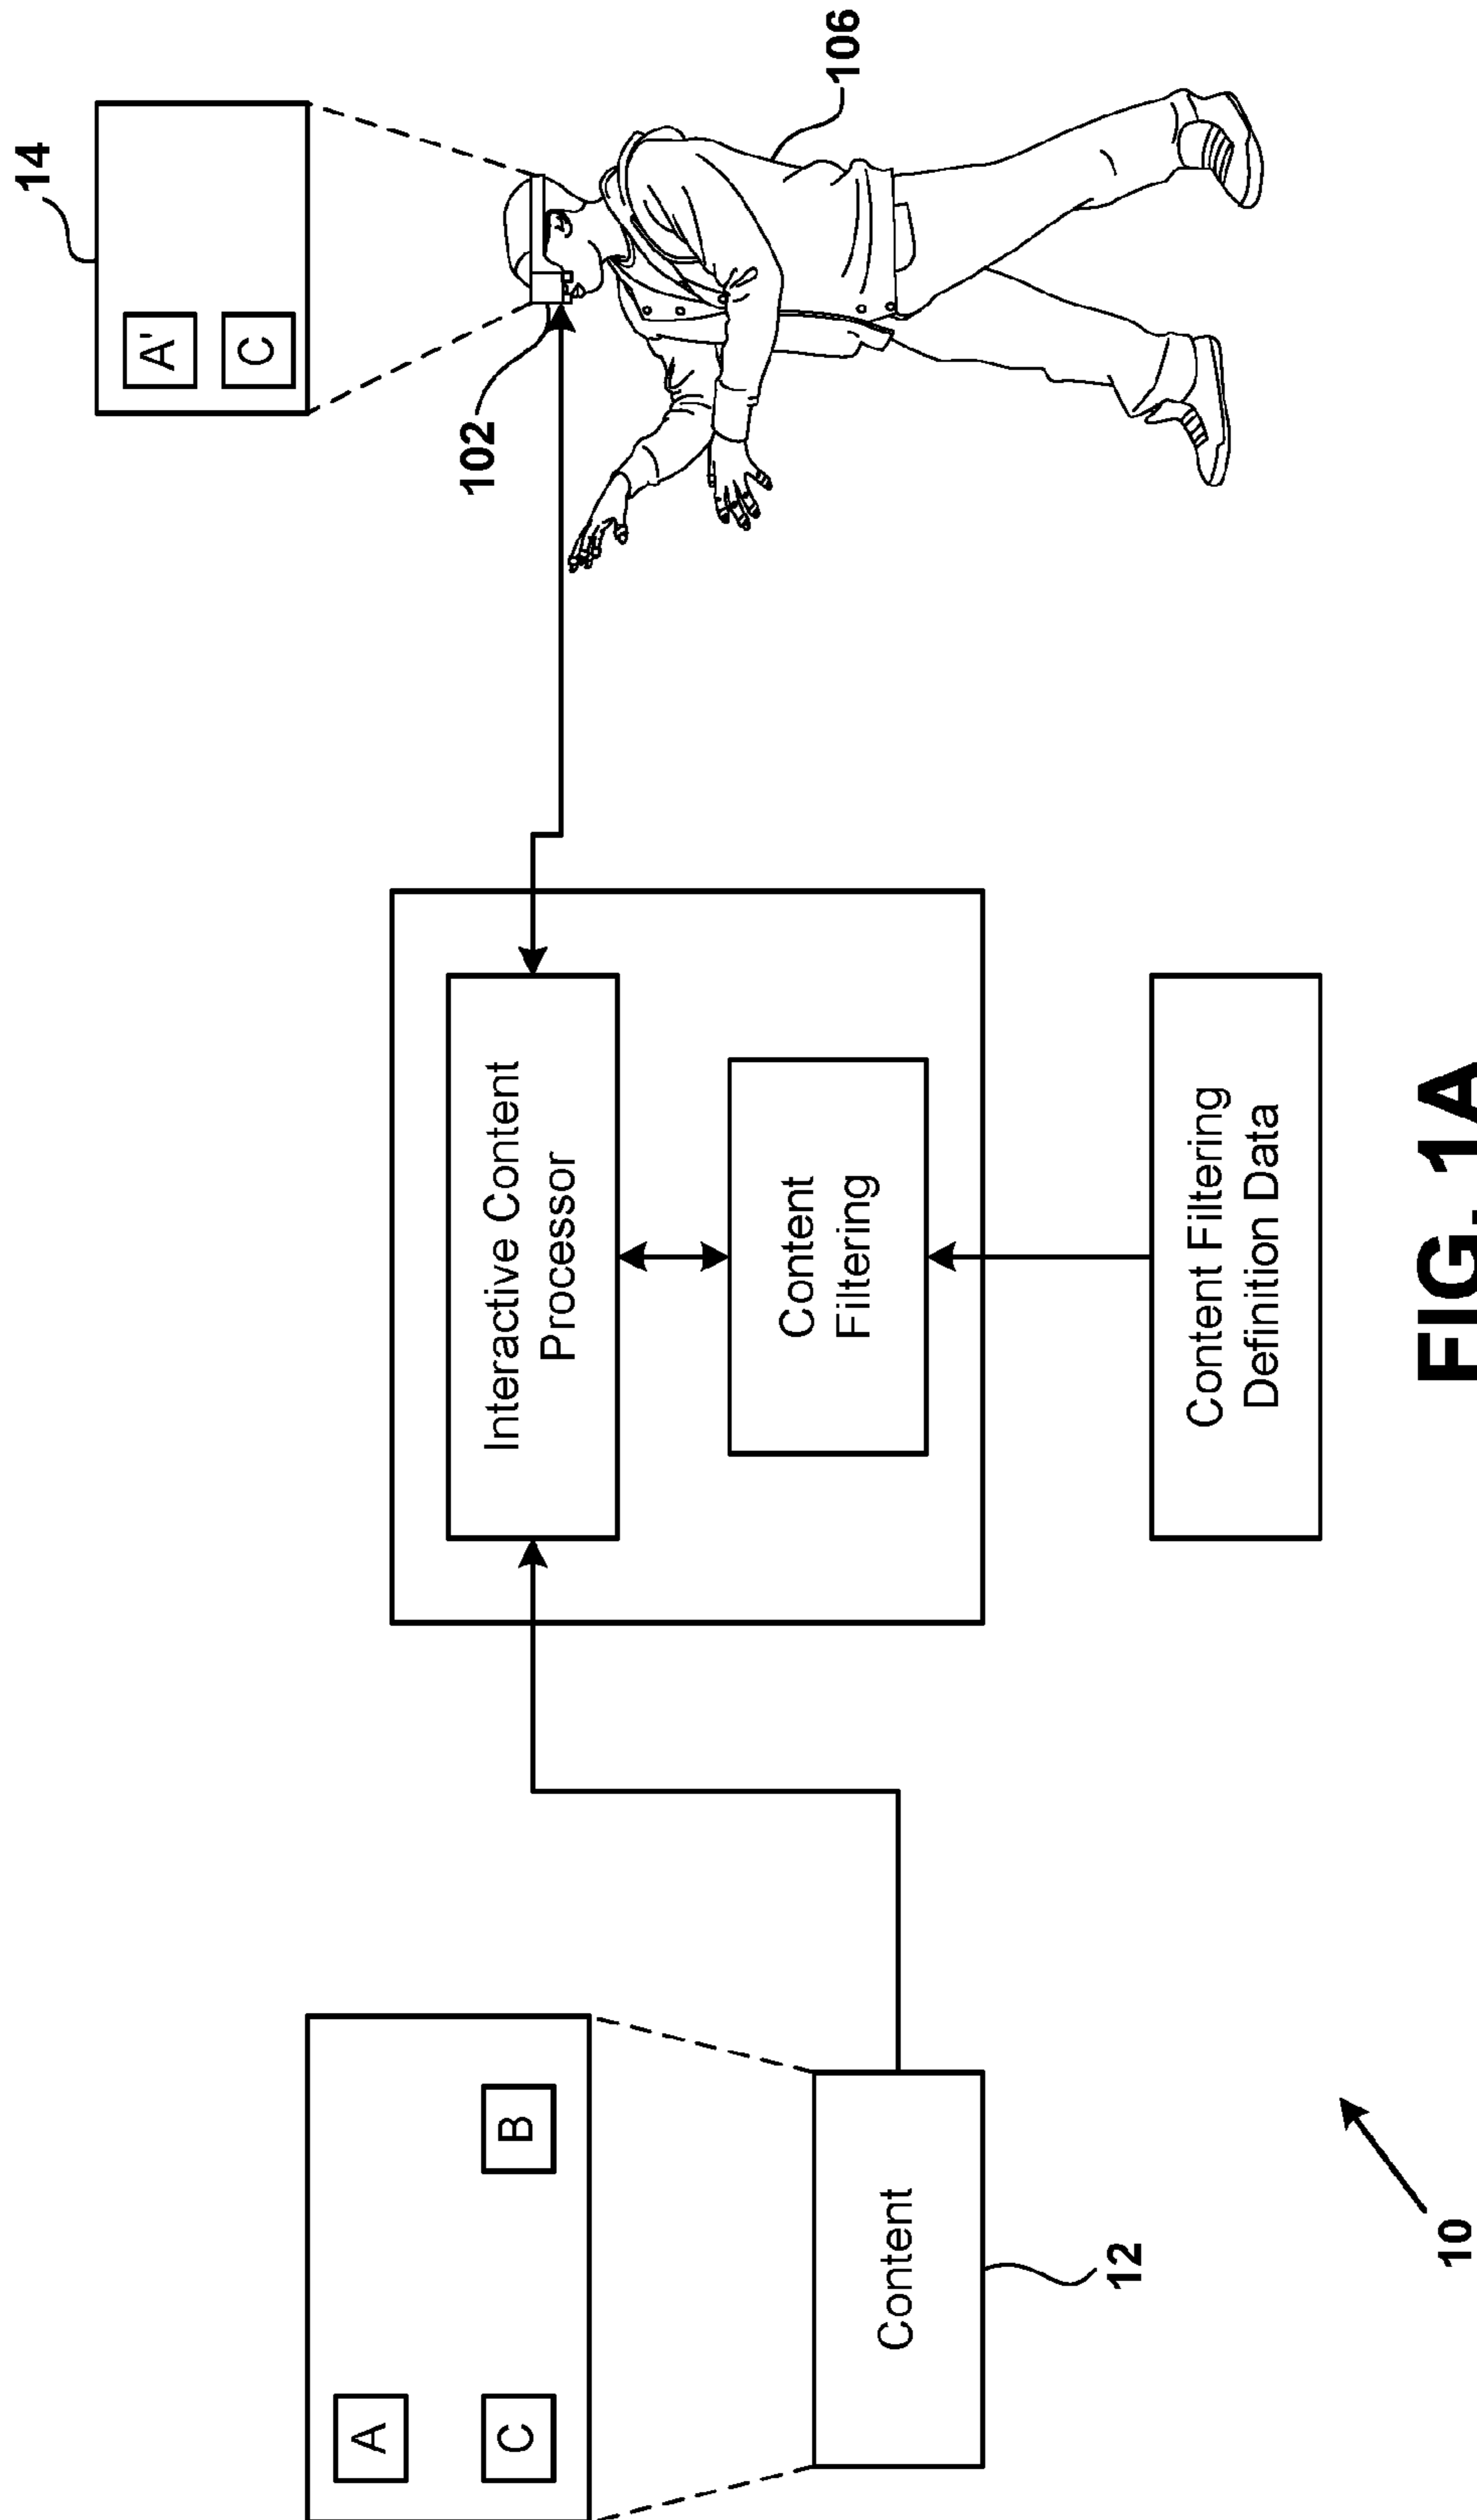 A
B
C
Content
12
10
Interactive Content
Processor
Content
Filtering
Content Filtering
Definition Data
14
A'
C
102
106
FIG. 1A